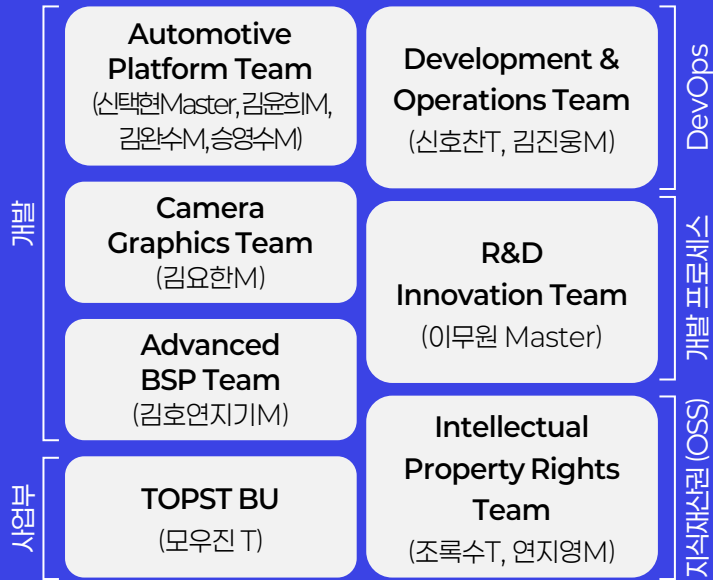 개발
Automotive
Platform Team
(신택현Master, 김윤희M,
김완수M, 승영수M)
Camera
Graphics Team
(김요한M)
Advanced
BSP Team
(김호연지기M)
사업부
TOPST BU
(모우진 T)
Development &
Operations Team
(신호찬T, 김진웅M)
DevOps
R&D
Innovation Team
(이무원 Master)
개발 프로세스
Intellectual
Property Rights
Team
(조록수T, 연지영M)
지식재산권 (OSS)